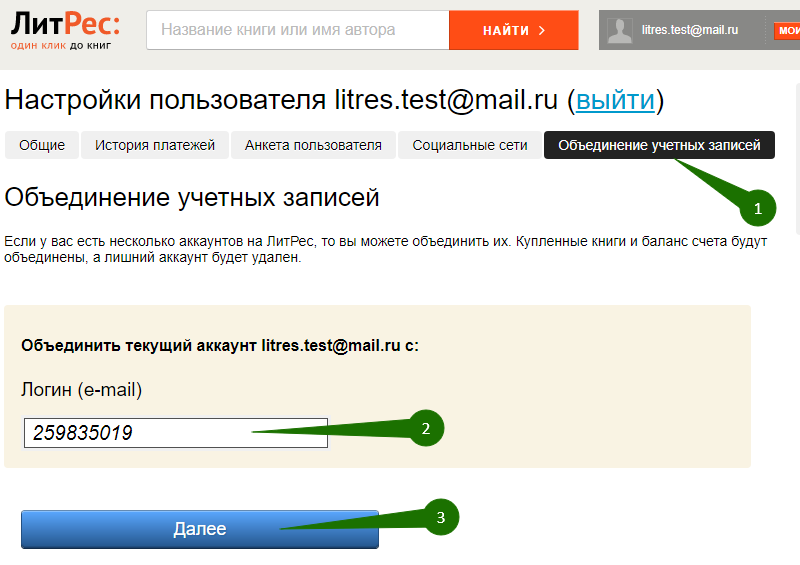 ЛитРес:
один клик до книг
Название книги или имя автора
НАЙТИ >
litres.test@mail.ru
Настройки пользователя litres.test@mail.ru (выйти)
Общие
История платежей
Анкета пользователя
Социальные сети
Объединение учетных записей
1
Объединение учетных записей
Если у вас есть несколько аккаунтов на ЛитРес, то вы можете объединить их. Купленные книги и баланс счета будут
объединены, а лишний аккаунт будет удален.
Объединить текущий аккаунт litres.test@mail.ru с:
Логин (e-mail)
259835019
2
Далее
3